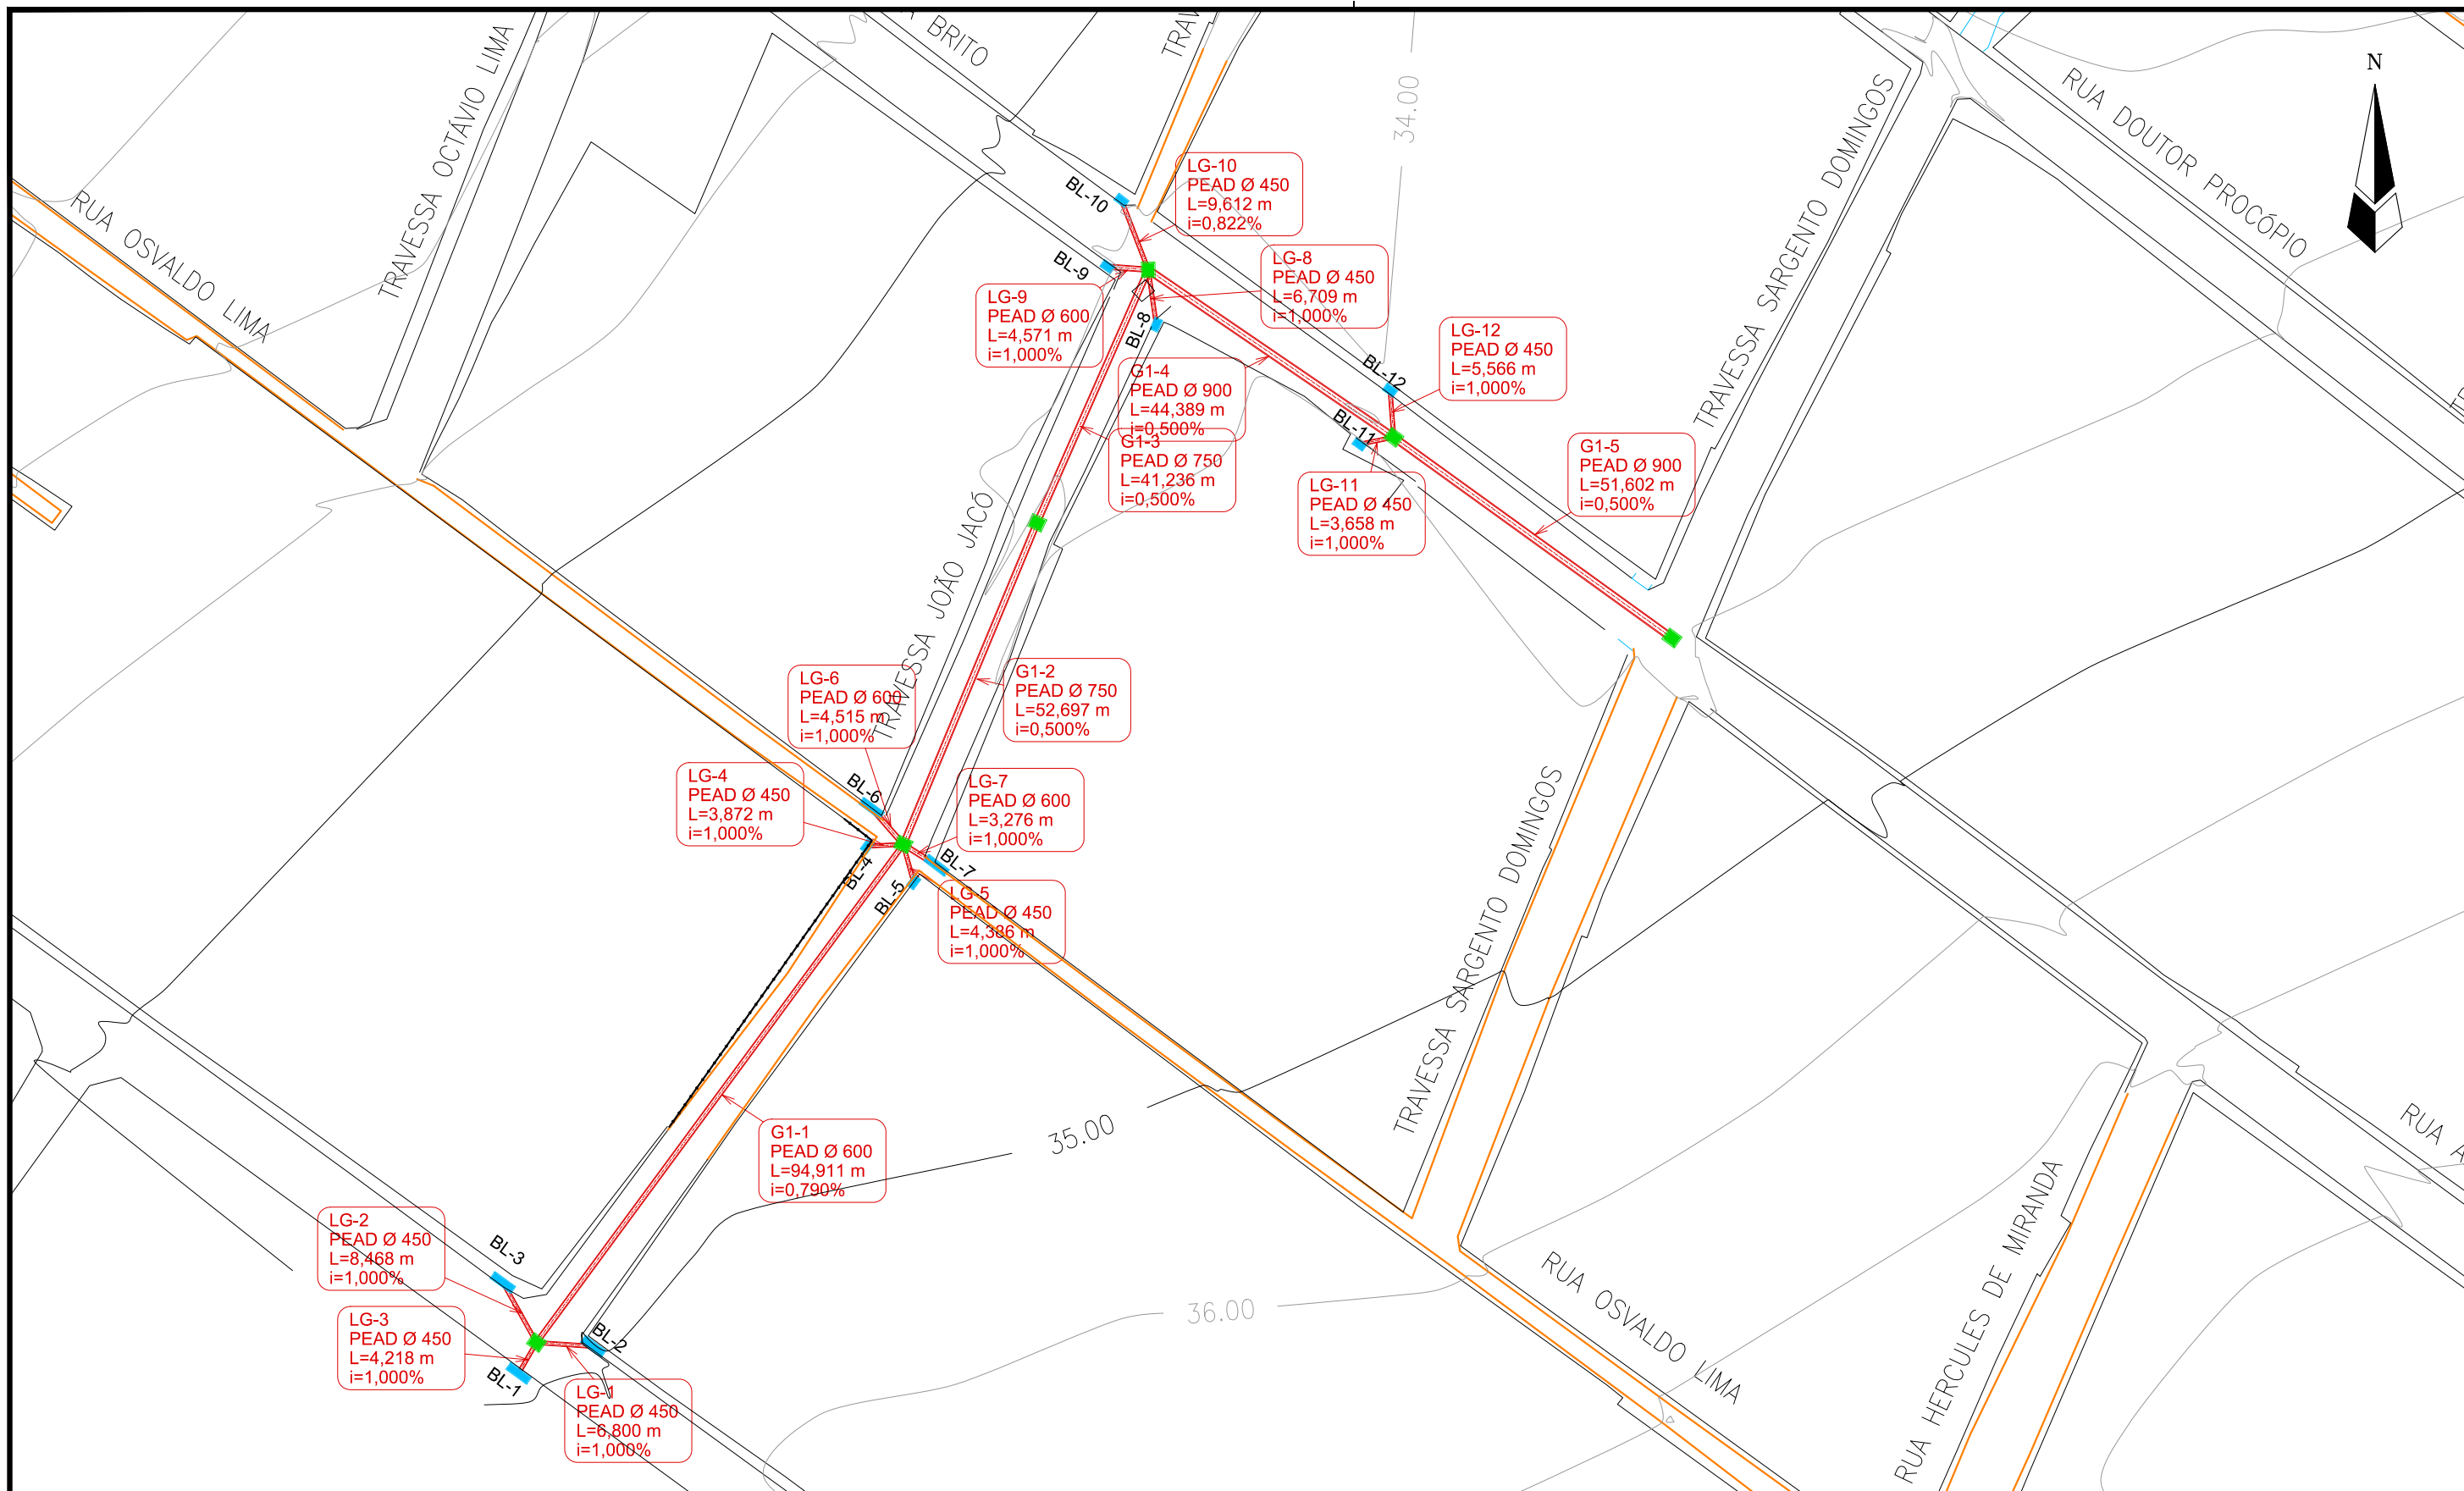 BRITO
TRAVESSA OCTÁVIO LIMA
RUA OSVALDO LIMA
34.00
TRAVESSA SARGENTO DOMINGOS
RUA DOUTOR PROCÓPIO
N
BL-10
LG-10
PEAD Ø 450
L=9,612 m
i=0,822%
BL-9
LG-9
PEAD Ø 600
L=4,571 m
i=1,000%
BL-8
LG-8
PEAD Ø 450
L=6,709 m
i=1,000%
BL-12
LG-12
PEAD Ø 450
L=5,566 m
i=1,000%
G1-4
PEAD Ø 900
L=44,389 m
i=0,500%
G1-3
PEAD Ø 750
L=41,236 m
i=0,500%
BL-11
LG-11
PEAD Ø 450
L=3,658 m
i=1,000%
G1-5
PEAD Ø 900
L=51,602 m
i=0,500%
TRAVESSA JOÃO JACÓ
LG-6
PEAD Ø 600
L=4,515 m
i=1,000%
G1-2
PEAD Ø 750
L=52,697 m
i=0,500%
LG-4
PEAD Ø 450
L=3,872 m
i=1,000%
BL-6
LG-7
PEAD Ø 600
L=3,276 m
i=1,000%
BL-4
BL-7
BL-5
LG-5
PEAD Ø 450
L=4,386 m
i=1,000%
TRAVESSA SARGENTO DOMINGOS
35.00
G1-1
PEAD Ø 600
L=94,911 m
i=0,790%
LG-2
PEAD Ø 450
L=8,468 m
i=1,000%
BL-3
LG-3
PEAD Ø 450
L=4,218 m
i=1,000%
BL-2
BL-1
LG-1
PEAD Ø 450
L=6,800 m
i=1,000%
36.00
RUA OSVALDO LIMA
RUA HERCULES DE MIRANDA
RUA